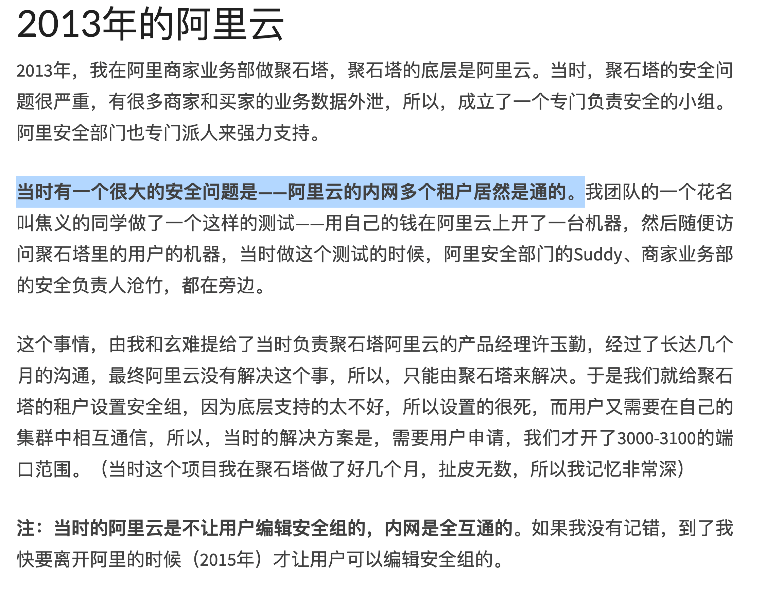 2013年的阿里云
2013年，我在阿里商家业务部做聚石塔，聚石塔的底层是阿里云。当时，聚石塔的安全问
题很严重，有很多商家和买家的业务数据外泄，所以，成立了一个专门负责安全的小组。
阿里安全部门也专门派人来强力支持。
当时有一个很大的安全问题是——阿里云的内网多个租户居然是通的。我团队的一个花名
叫焦义的同学做了一个这样的测试——用自己的钱在阿里云上开了一台机器，然后随便访
问聚石塔里的用户的机器，当时做这个测试的时候，阿里安全部门的Suddy、商家业务部
的安全负责人沧竹，都在旁边。
这个事情，由我和玄难提给了当时负责聚石塔阿里云的产品经理许玉勤，经过了长达几个
月的沟通，最终阿里云没有解决这个事，所以，只能由聚石塔来解决。于是我们就给聚石
塔的租户设置安全组，因为底层支持的太不好，所以设置的很死，而用户又需要在自己的
集群中相互通信，所以，当时的解决方案是，需要用户申请，我们才开了3000-3100的端
口范围。（当时这个项目我在聚石塔做了好几个月，扯皮无数，所以我记忆非常深）
注：当时的阿里云是不让用户编辑安全组的，内网是全互通的。如果我没有记错，到了我
快要离开阿里的时候（2015年）才让用户可以编辑安全组的。